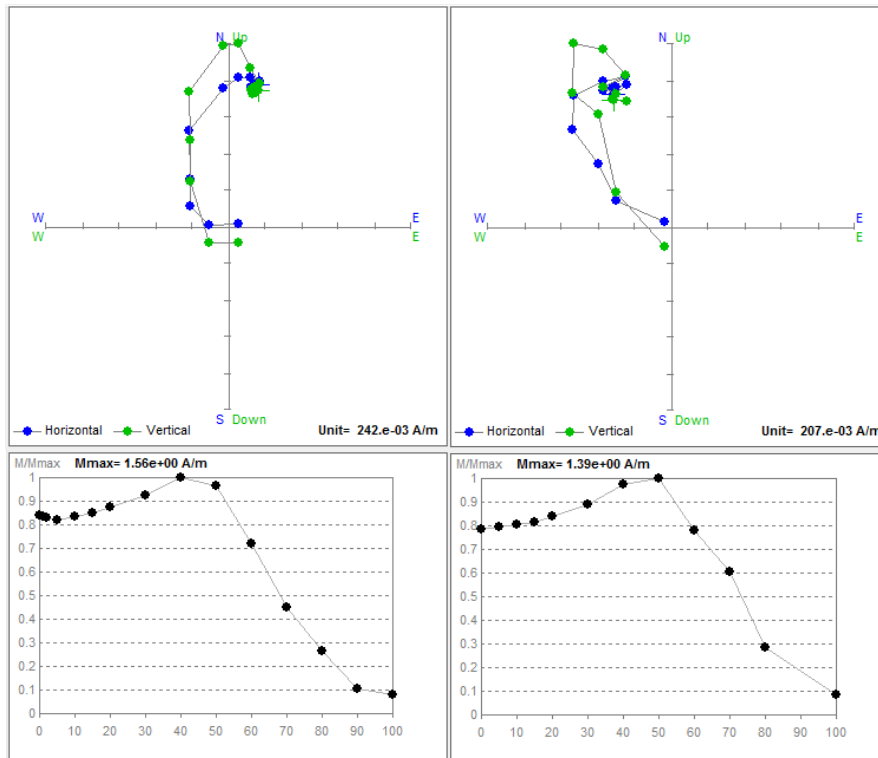 N Up
W E
W E
S Down
Horizontal Vertical Unit= 242.e-03 A/m
N Up
W E
W E
S Down
Horizontal Vertical Unit= 207.e-03 A/m
M/Mmax Mmax= 1.56e+00 A/m
1
0.9
0.8
0.7
0.6
0.5
0.4
0.3
0.2
0.1
0
0 10 20 30 40 50 60 70 80 90 100
M/Mmax Mmax= 1.39e+00 A/m
1
0.9
0.8
0.7
0.6
0.5
0.4
0.3
0.2
0.1
0
0 10 20 30 40 50 60 70 80 90 100